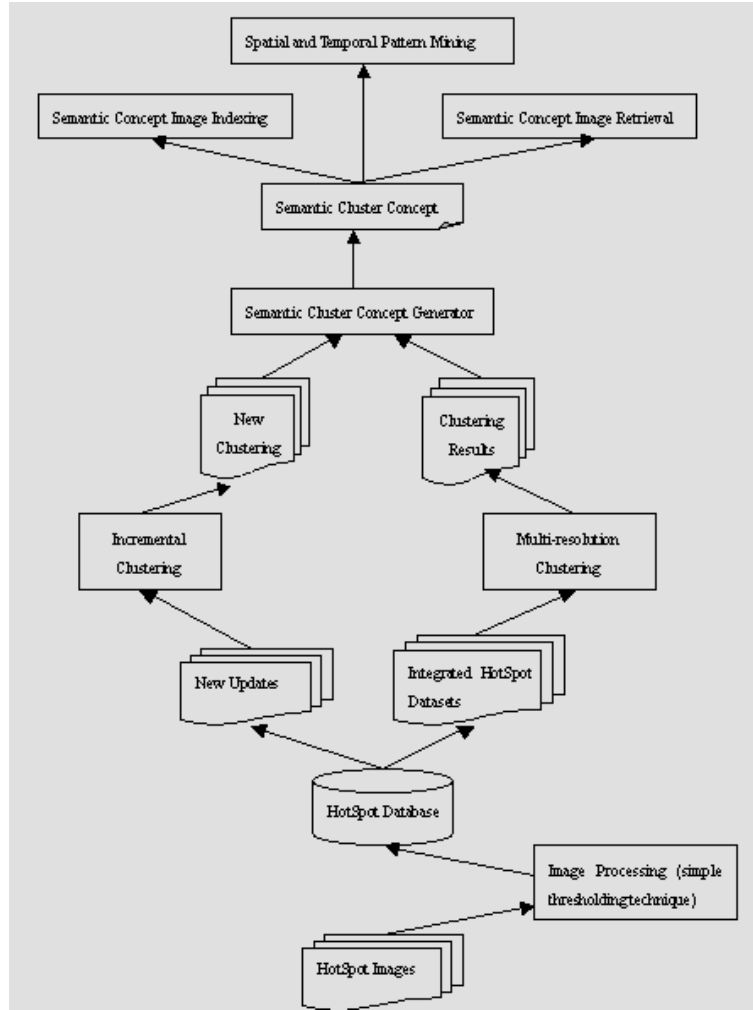 Spatial and Temporal Pattern Mining
Semantic Concept Image Indexing
Semantic Concept Image Retrieval
Semantic Cluster Concept
Semantic Cluster Concept Generator
New
Clustering
Clustering
Results
Incremental
Clustering
Multi-resolution
Clustering
New Updates
Integrated HotSpot
Datasets
HotSpot Database
Image Processing (simple
thresholdingtechnique)
HotSpot Images